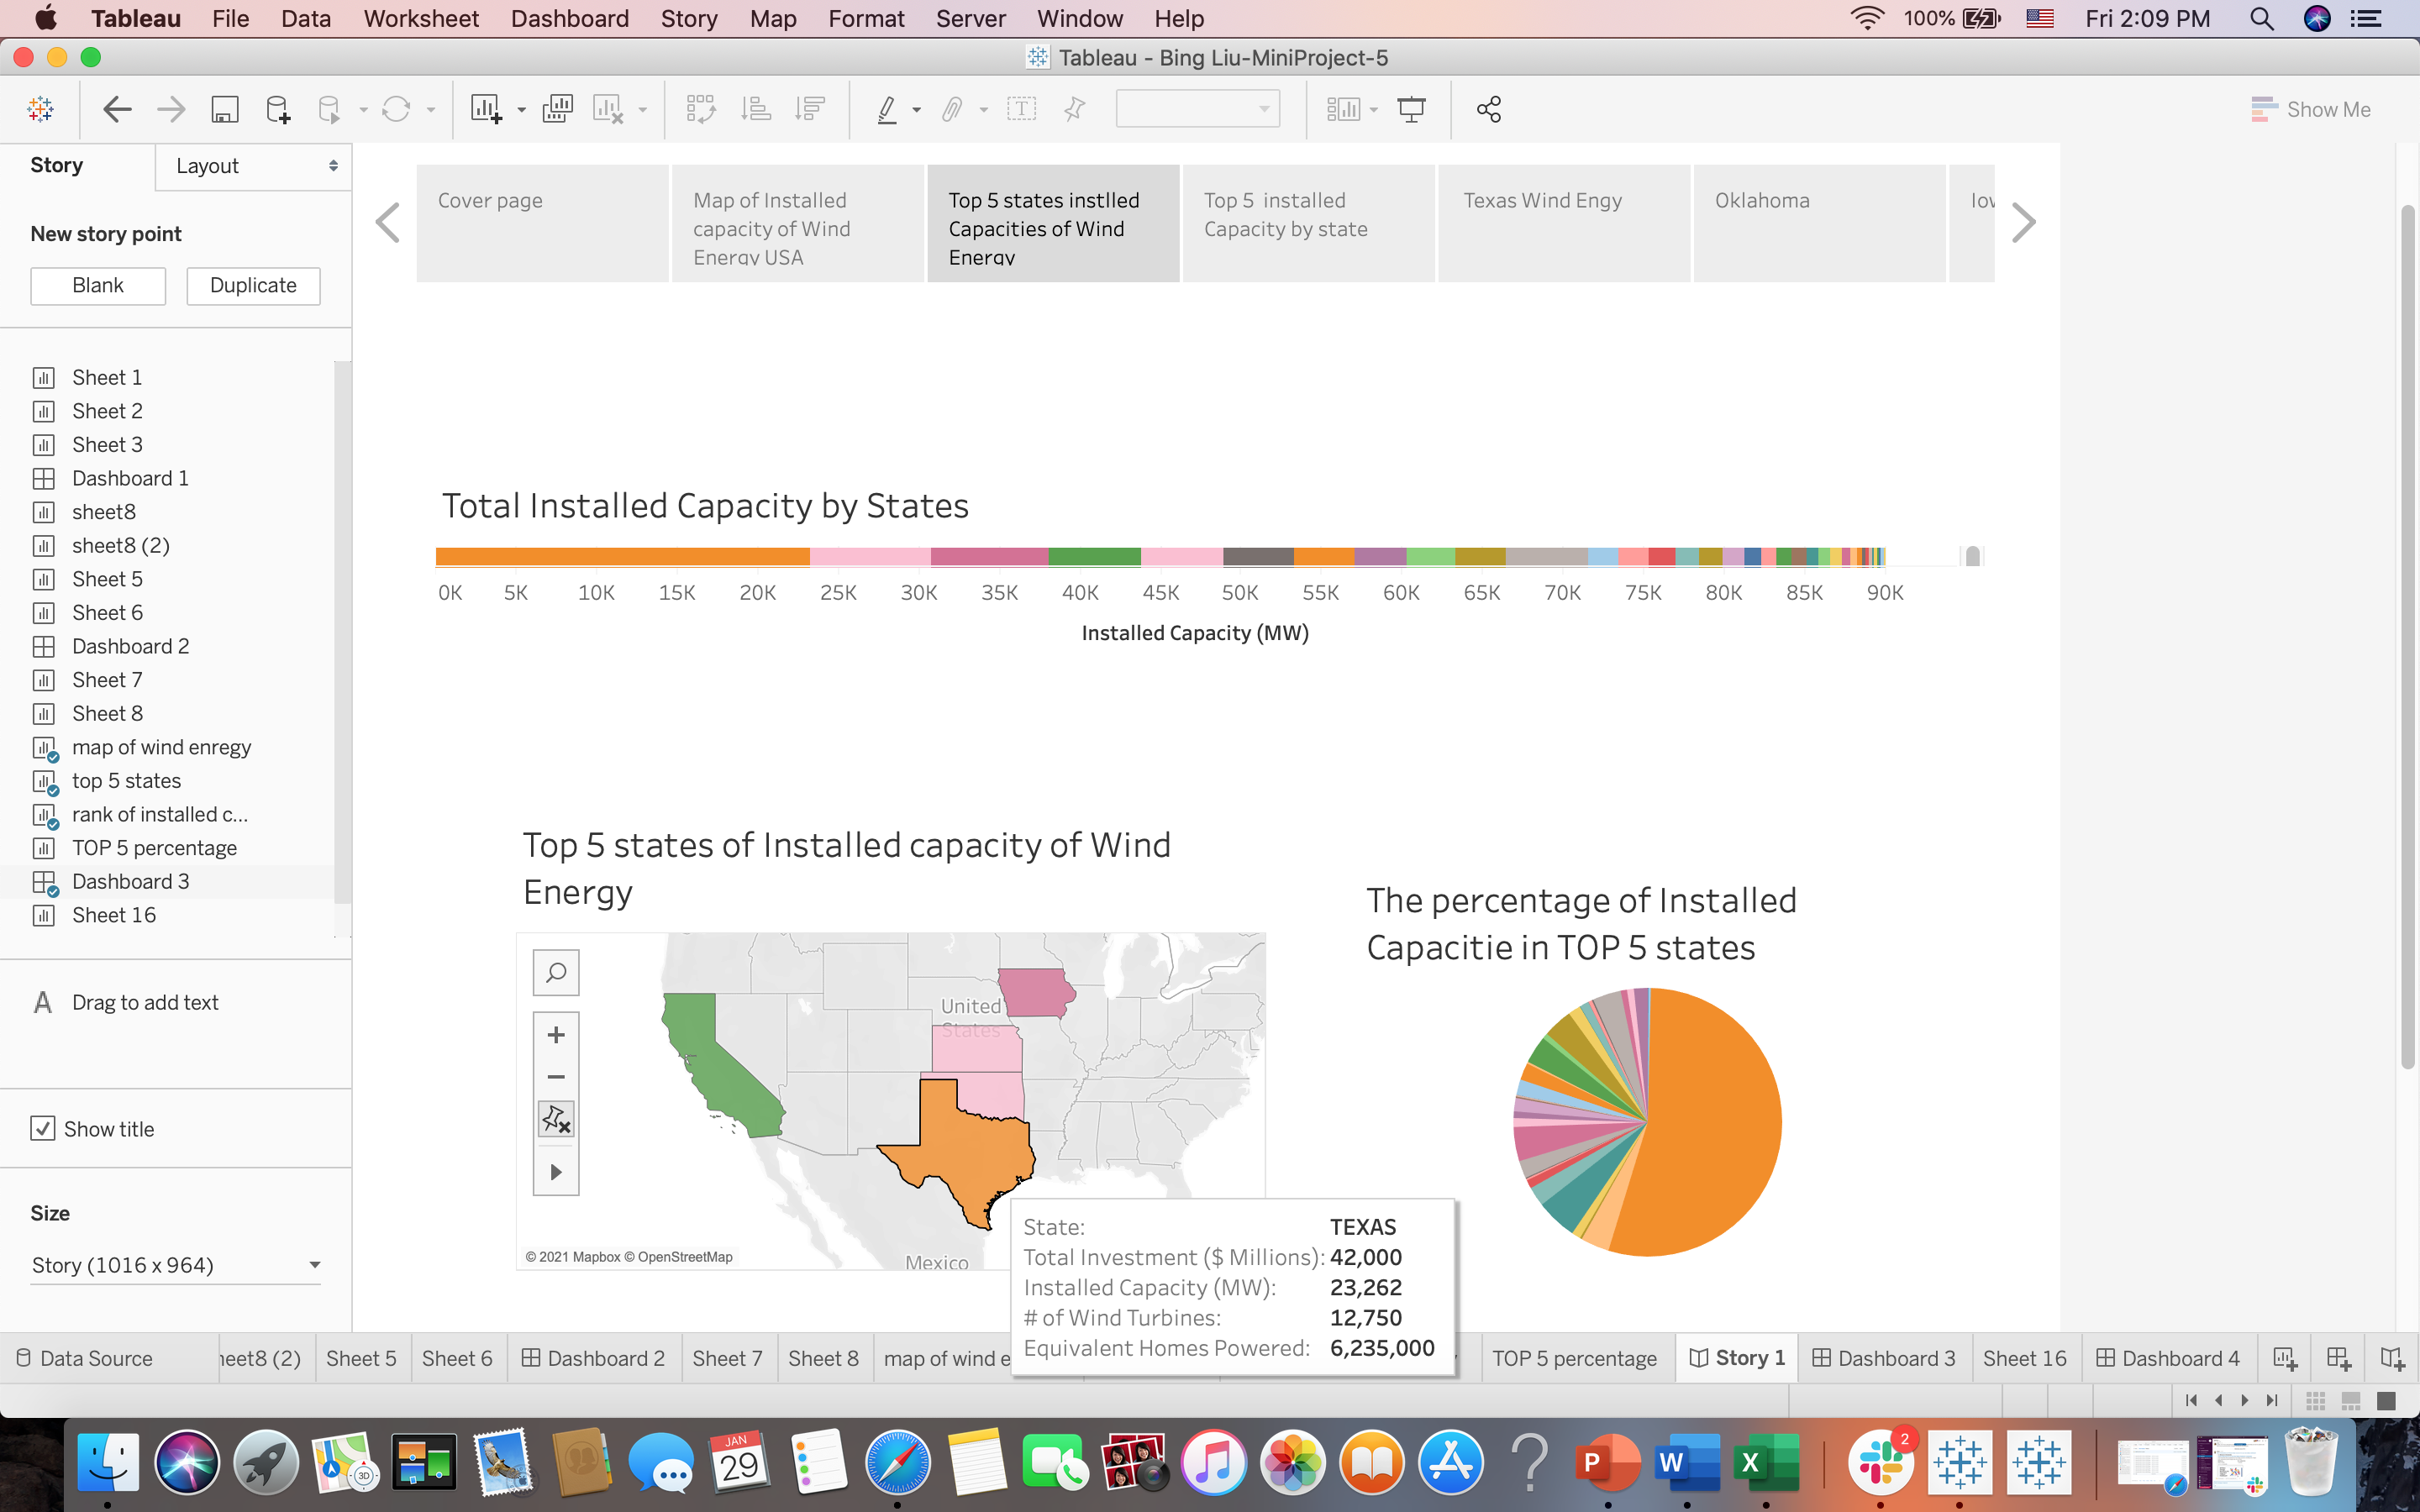 Tableau File Data Worksheet Dashboard Story Map Format Server Window Help 100% Fri 2:09 PM
Tableau - Bing Liu-MiniProject-5
Show Me
Story Layout
New story point
Blank Duplicate
Sheet 1
Sheet 2
Sheet 3
Dashboard 1
sheet8
sheet8 (2)
Sheet 5
Sheet 6
Dashboard 2
Sheet 7
Sheet 8
map of wind enregy
top 5 states
rank of installed c...
TOP 5 percentage
Dashboard 3
Sheet 16
A Drag to add text
Show title
Size
Story (1016 x 964)
Cover page
Map of Installed
capacity of Wind
Energy USA
Top 5 states instlled
Capacities of Wind
Energy
Top 5 installed
Capacity by state
Texas Wind Engy
Oklahoma
Iow
Total Installed Capacity by States
0K 5K 10K 15K 20K 25K 30K 35K 40K 45K 50K 55K 60K 65K 70K 75K 80K 85K 90K
Installed Capacity (MW)
Top 5 states of Installed capacity of Wind
Energy
United
States
Mexico
© 2021 Mapbox © OpenStreetMap
The percentage of Installed
Capacitie in TOP 5 states
State: TEXAS
Total Investment ($ Millions): 42,000
Installed Capacity (MW): 23,262
# of Wind Turbines: 12,750
Equivalent Homes Powered: 6,235,000
Data Source heet8 (2) Sheet 5 Sheet 6 Dashboard 2 Sheet 7 Sheet 8 map of wind e TOP 5 percentage Story 1 Dashboard 3 Sheet 16 Dashboard 4
3D
JAN
29
P
W
X
2